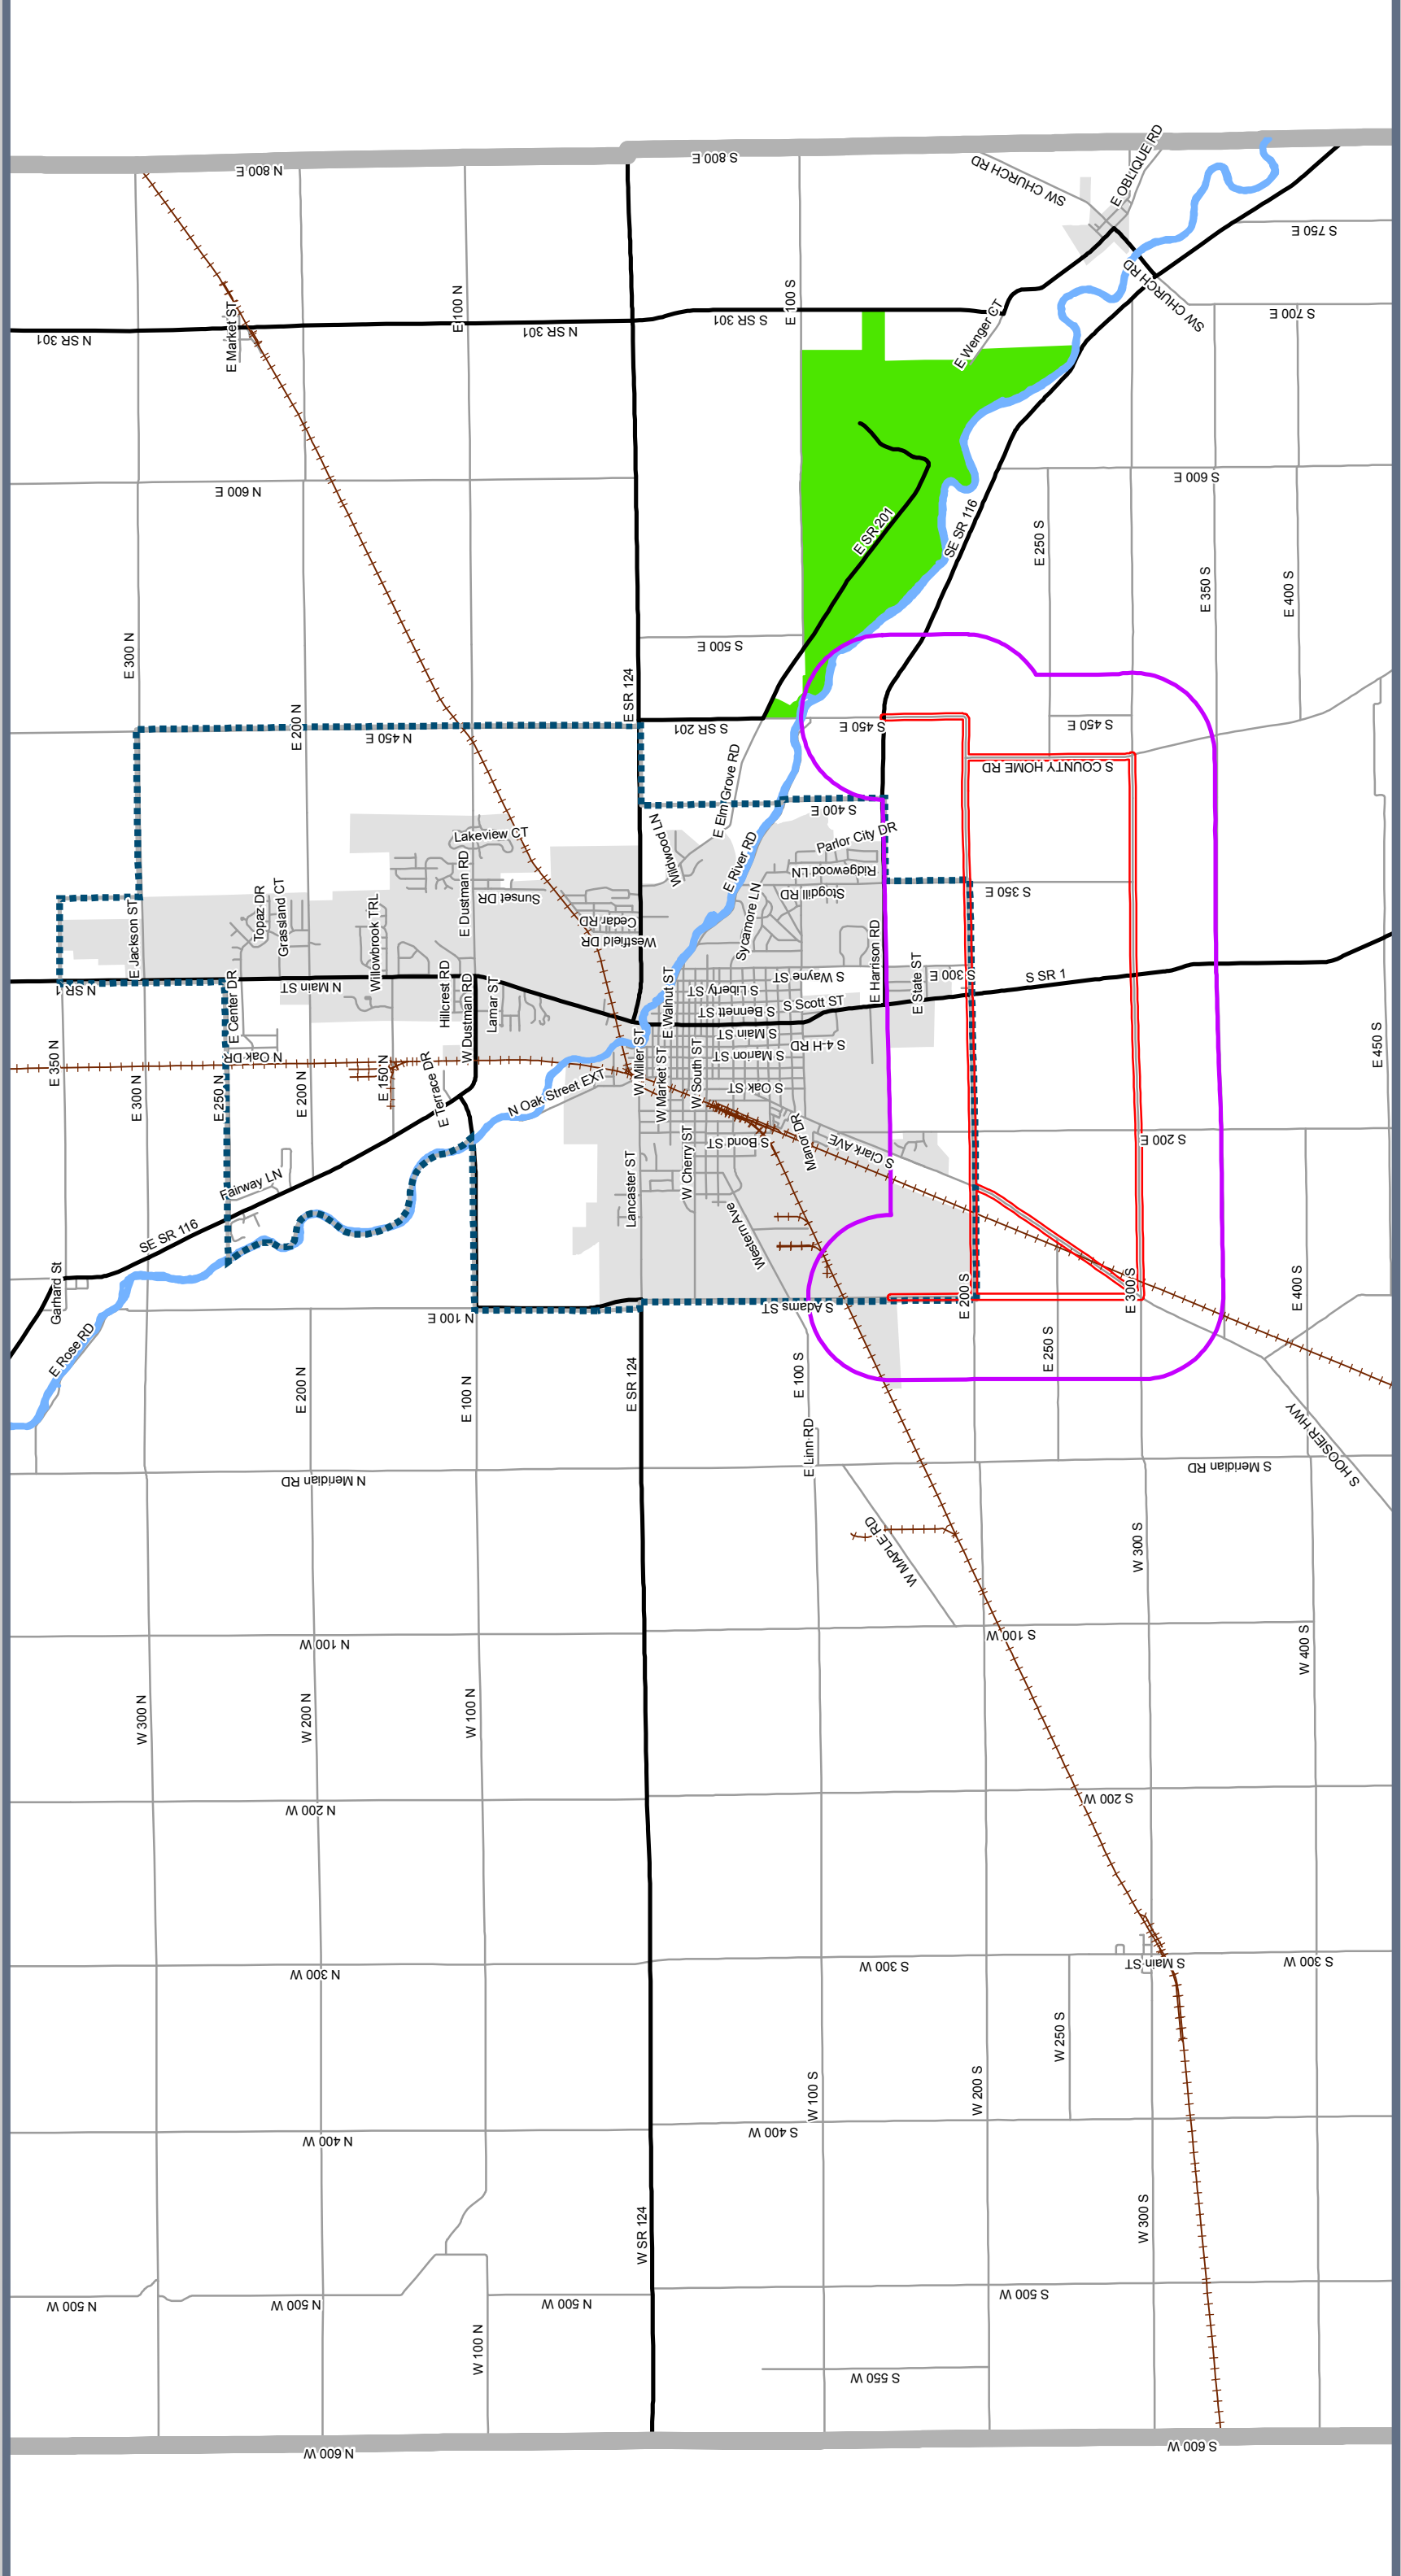 N 800 E
S 800 E
SW CHURCH RD
E OBLIQUE RD
S 750 E
SW CHURCH RD
S 700 E
E 100 N
E 100 S
E Market ST
N SR 301
N SR 301
S SR 301
E Wenger CT
N 600 E
S 600 E
E SR 201
SE SR 116
E 250 S
E 350 S
E 400 S
E 300 N
S 500 E
E SR 124
E 200 N
N 450 E
S SR 201
S 450 E
S 450 E
S COUNTY HOME RD
E Elm Grove RD
S 400 E
Lakeview CT
Wildwood LN
Parlor City DR
E River RD
Ridgewood LN
Stogdill RD
S 350 E
E Dustman RD
Sunset DR
Topaz DR
Grassland CT
Willowbrook TRL
Cedar RD
Westfield DR
Sycamore LN
E Jackson ST
E Harrison RD
E State ST
S Wayne ST
S 300 E
S SR 1
N SR 1
N Main ST
E Center DR
Hillcrest RD
W Dustman RD
Lamar ST
E Walnut ST
S Liberty ST
S Bennett ST
S Scott ST
S Main ST
S 4-H RD
S Marion ST
N Oak DR
E 350 N
E 300 N
E 250 N
E 200 N
E 150 N
E Terrace DR
N Oak Street EXT
W Miller ST
W Market ST
W South ST
S Oak ST
E 450 S
S Bond ST
Manor DR
S Clark AVE
S 200 E
Lancaster ST
W Cherry ST
Western Ave
Fairway LN
SE SR 116
Garhard St
E Rose RD
N 100 E
S Adams ST
E 200 S
E 300 S
E 400 S
E 200 N
E 100 N
E SR 124
E 100 S
E 250 S
E Linn RD
S HOOSIER HWY
N Meridian RD
S Meridian RD
W MAPLE RD
W 300 S
N 100 W
S 100 W
W 400 S
W 300 N
W 200 N
W 100 N
N 200 W
S 200 W
N 300 W
S 300 W
S Main ST
S 300 W
W 250 S
W 100 S
W 200 S
N 400 W
S 400 W
W SR 124
W 300 S
N 500 W
N 500 W
N 500 W
S 500 W
W 100 N
S 550 W
N 600 W
S 600 W